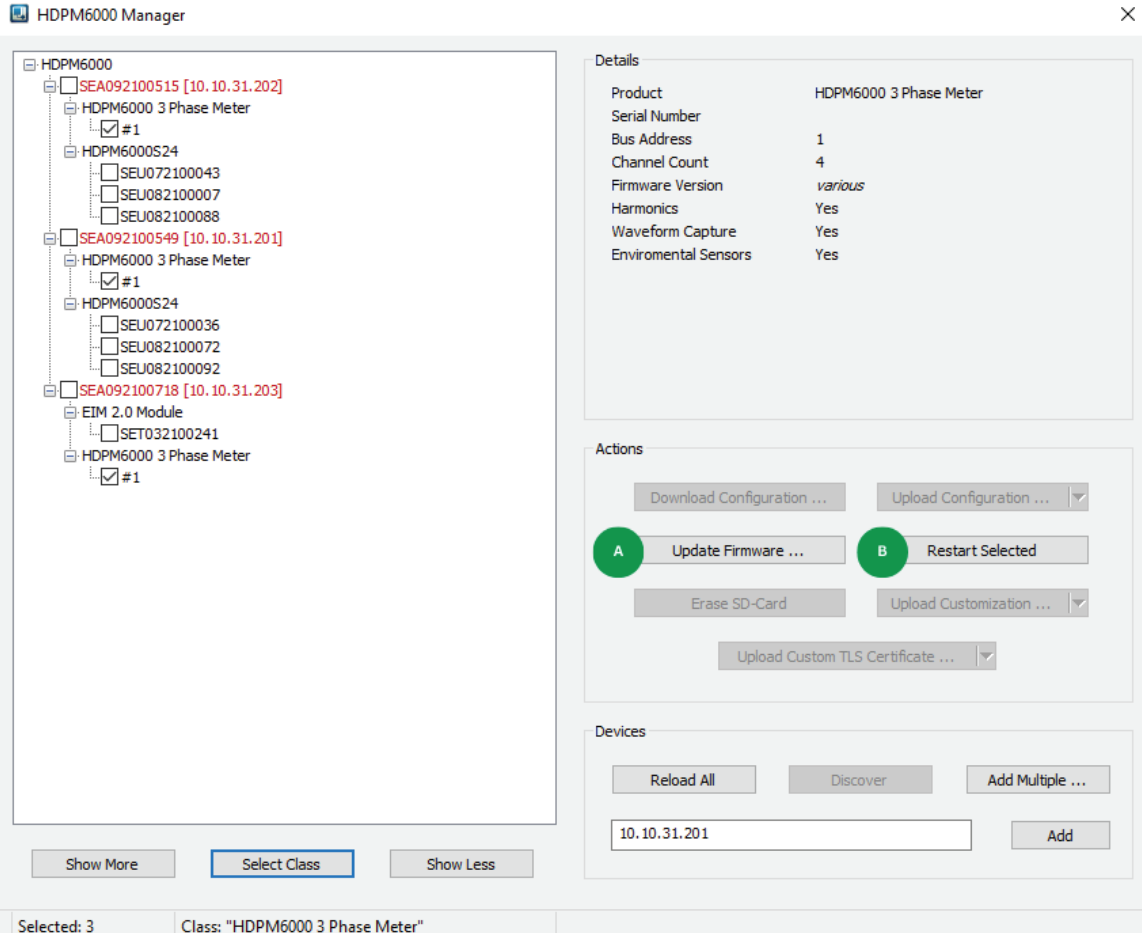 HDPM6000 Manager
HDPM6000
SEA092100515 [10.10.31.202]
HDPM6000 3 Phase Meter
#1
HDPM6000S24
SEU072100043
SEU082100007
SEU082100088
SEA092100549 [10.10.31.201]
HDPM6000 3 Phase Meter
#1
HDPM6000S24
SEU072100036
SEU082100072
SEU082100092
SEA092100718 [10.10.31.203]
EIM 2.0 Module
SET032100241
HDPM6000 3 Phase Meter
#1
Show More Select Class Show Less
Details
Product HDPM6000 3 Phase Meter
Serial Number
Bus Address 1
Channel Count 4
Firmware Version various
Harmonics Yes
Waveform Capture Yes
Enviromental Sensors Yes
Actions
Download Configuration ... Upload Configuration ...
A Update Firmware ... B Restart Selected
Erase SD-Card Upload Customization ...
Upload Custom TLS Certificate ...
Devices
Reload All Discover Add Multiple ...
10.10.31.201 Add
Selected: 3 Class: "HDPM6000 3 Phase Meter"